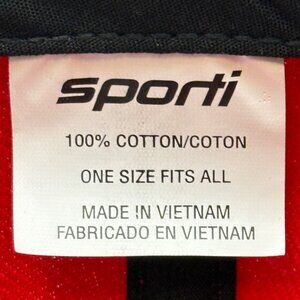 sporti
100% COTTON/COTON
ONE SIZE FITS ALL
MADE IN VIETNAM
FABRICADO EN VIETNAM